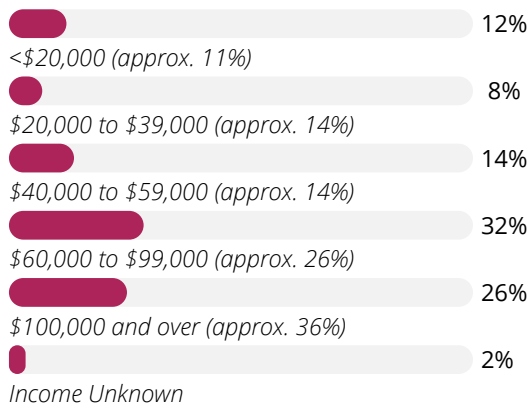 12%
<$20,000 (approx. 11%)
8%
$20,000 to $39,000 (approx. 14%)
14%
$40,000 to $59,000 (approx. 14%)
32%
$60,000 to $99,000 (approx. 26%)
26%
$100,000 and over (approx. 36%)
2%
Income Unknown